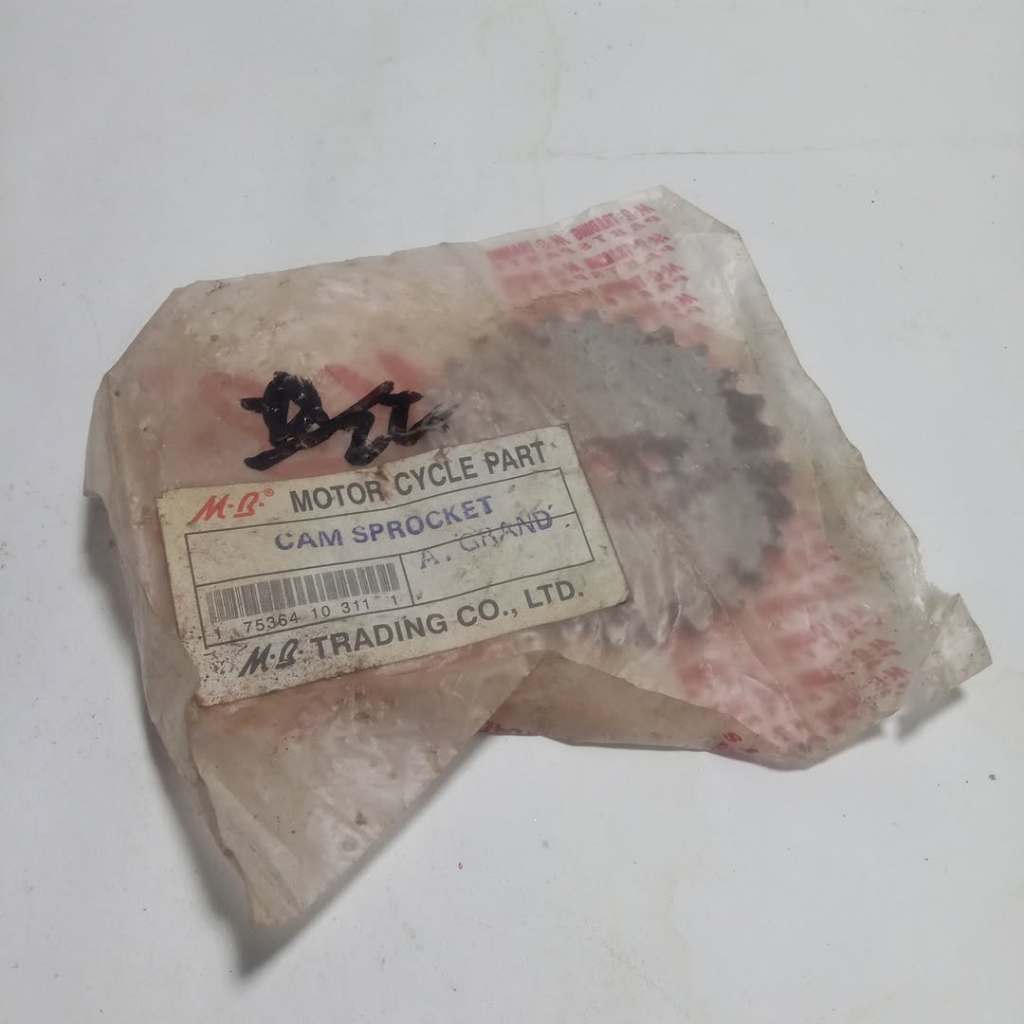 M·B·® MOTOR CYCLE PART
CAM SPROCKET
A. GRAND
1 75364 10 311 1
M·B· TRADING CO., LTD.